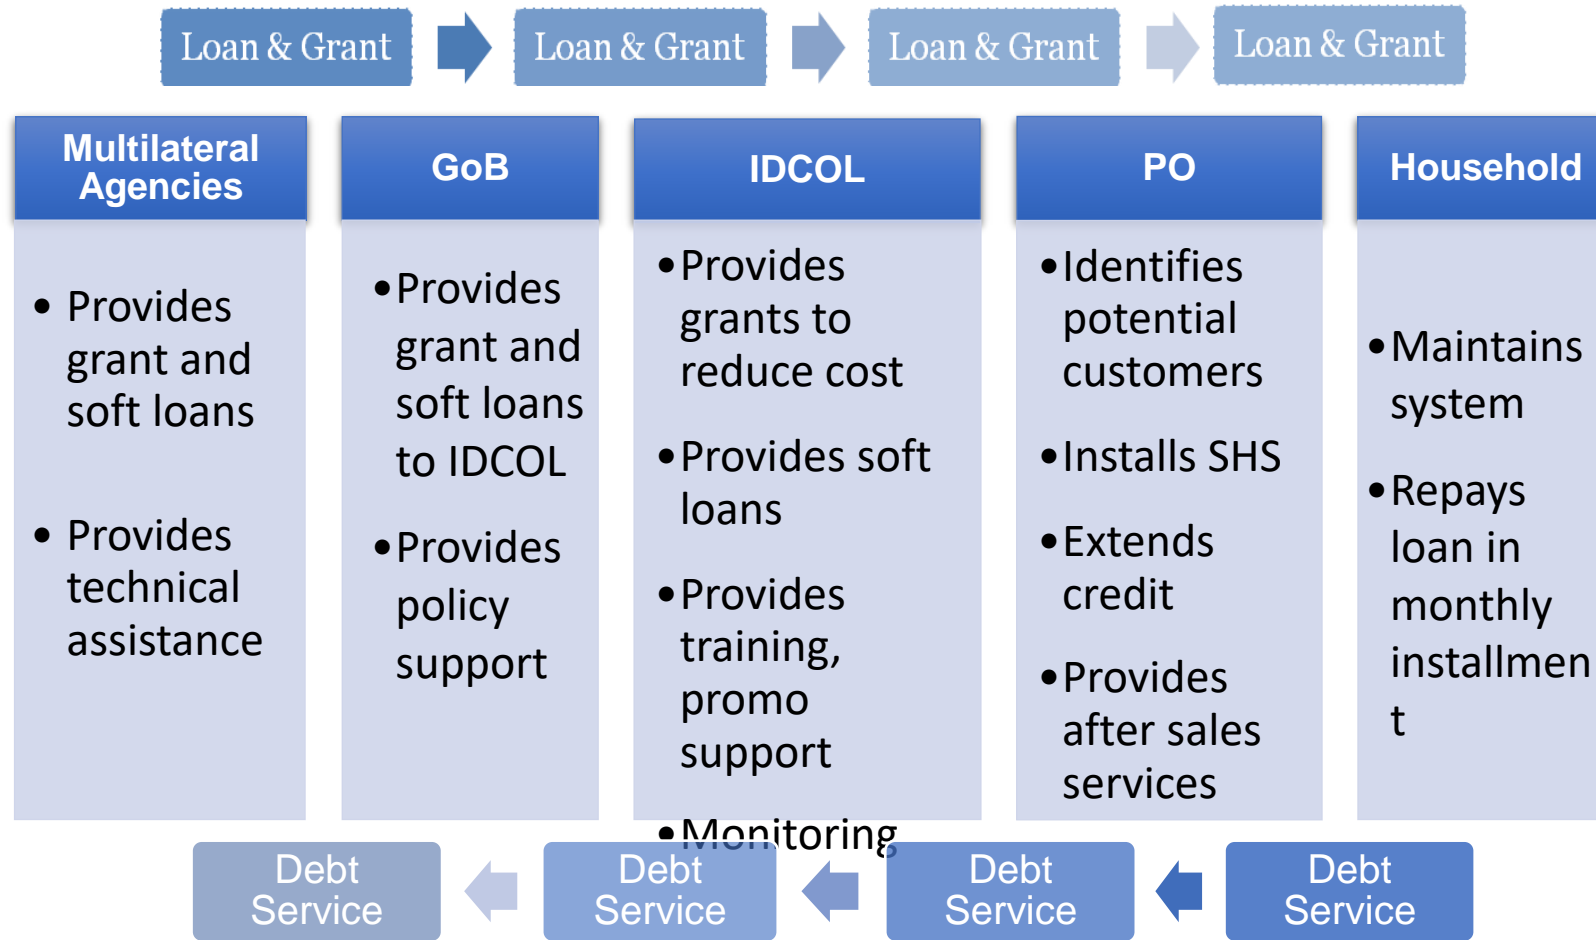 Loan & Grant
Loan & Grant
Loan & Grant
Loan & Grant
Multilateral
Agencies
• Provides
grant and
soft loans
• Provides
technical
assistance
GoB
•Provides
grant and
soft loans
to IDCOL
•Provides
policy
support
IDCOL
•Provides
grants to
reduce cost
•Provides soft
loans
•Provides
training,
promo
support
•Monitoring
PO
•Identifies
potential
customers
•Installs SHS
•Extends
credit
•Provides
after sales
services
Household
•Maintains
system
•Repays
loan in
monthly
installmen
t
Debt
Service
Debt
Service
Debt
Service
Debt
Service